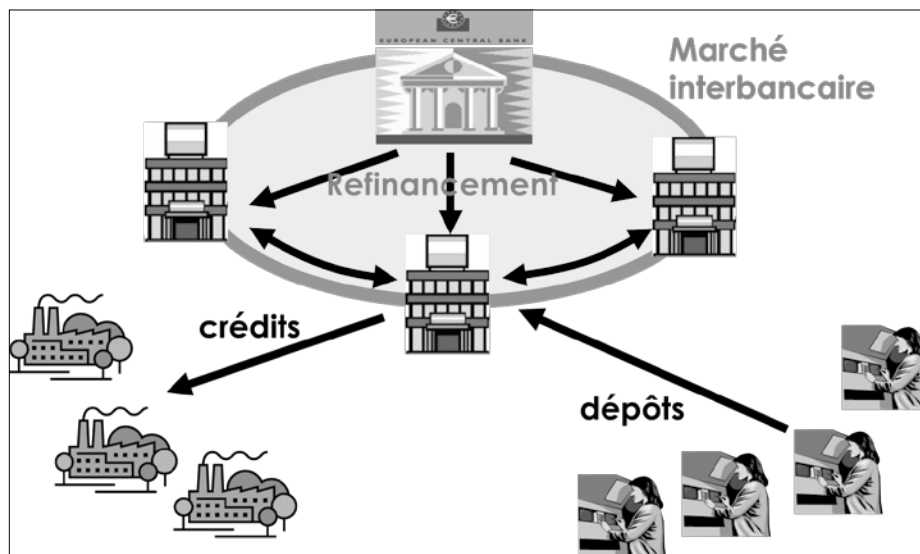 EUROPEAN CENTRAL BANK
Marché
interbancaire
Refinancement
crédits
dépôts